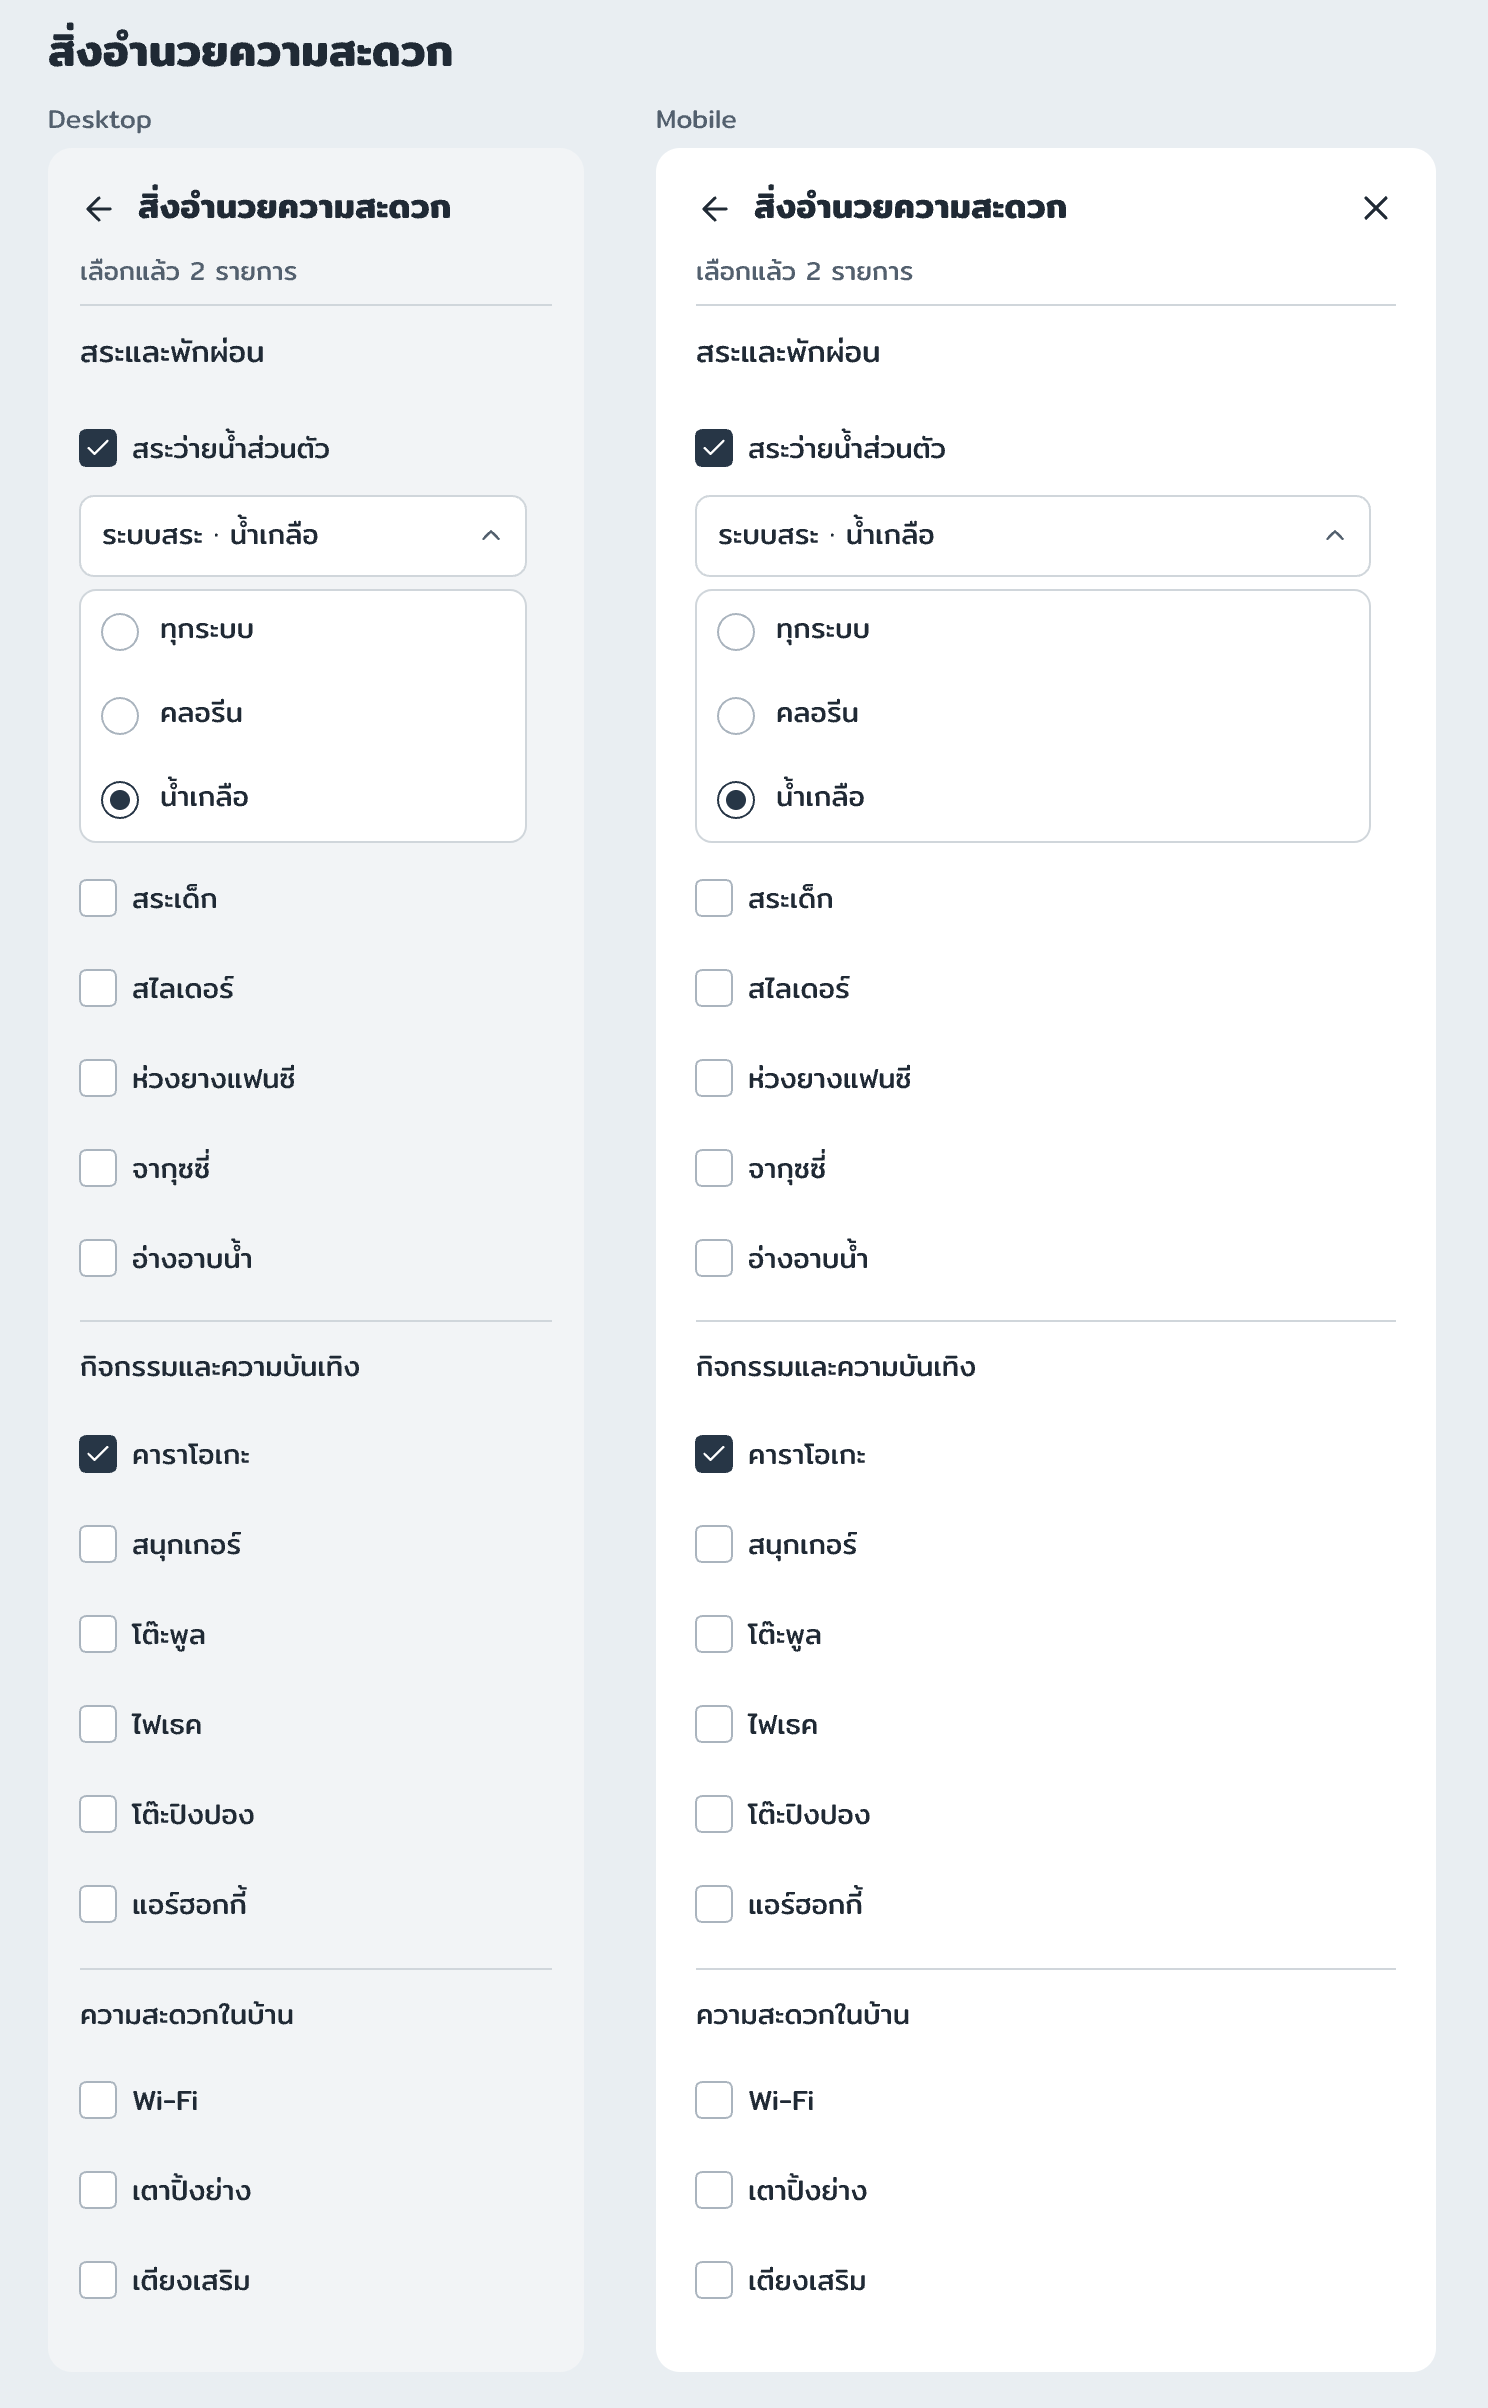 สิ่งอำนวยความสะดวก
Desktop
สิ่งอำนวยความสะดวก
เลือกแล้ว 2 รายการ
สระและพักผ่อน
สระว่ายน้ำส่วนตัว
ระบบสระ · น้ำเกลือ
ทุกระบบ
คลอรีน
น้ำเกลือ
สระเด็ก
สไลเดอร์
ห่วงยางแฟนซี
จากุซซี่
อ่างอาบน้ำ
กิจกรรมและความบันเทิง
คาราโอเกะ
สนุกเกอร์
โต๊ะพูล
ไฟเธค
โต๊ะปิงปอง
แอร์ฮอกกี้
ความสะดวกในบ้าน
Wi-Fi
เตาปิ้งย่าง
เตียงเสริม
Mobile
สิ่งอำนวยความสะดวก
เลือกแล้ว 2 รายการ
สระและพักผ่อน
สระว่ายน้ำส่วนตัว
ระบบสระ · น้ำเกลือ
ทุกระบบ
คลอรีน
น้ำเกลือ
สระเด็ก
สไลเดอร์
ห่วงยางแฟนซี
จากุซซี่
อ่างอาบน้ำ
กิจกรรมและความบันเทิง
คาราโอเกะ
สนุกเกอร์
โต๊ะพูล
ไฟเธค
โต๊ะปิงปอง
แอร์ฮอกกี้
ความสะดวกในบ้าน
Wi-Fi
เตาปิ้งย่าง
เตียงเสริม